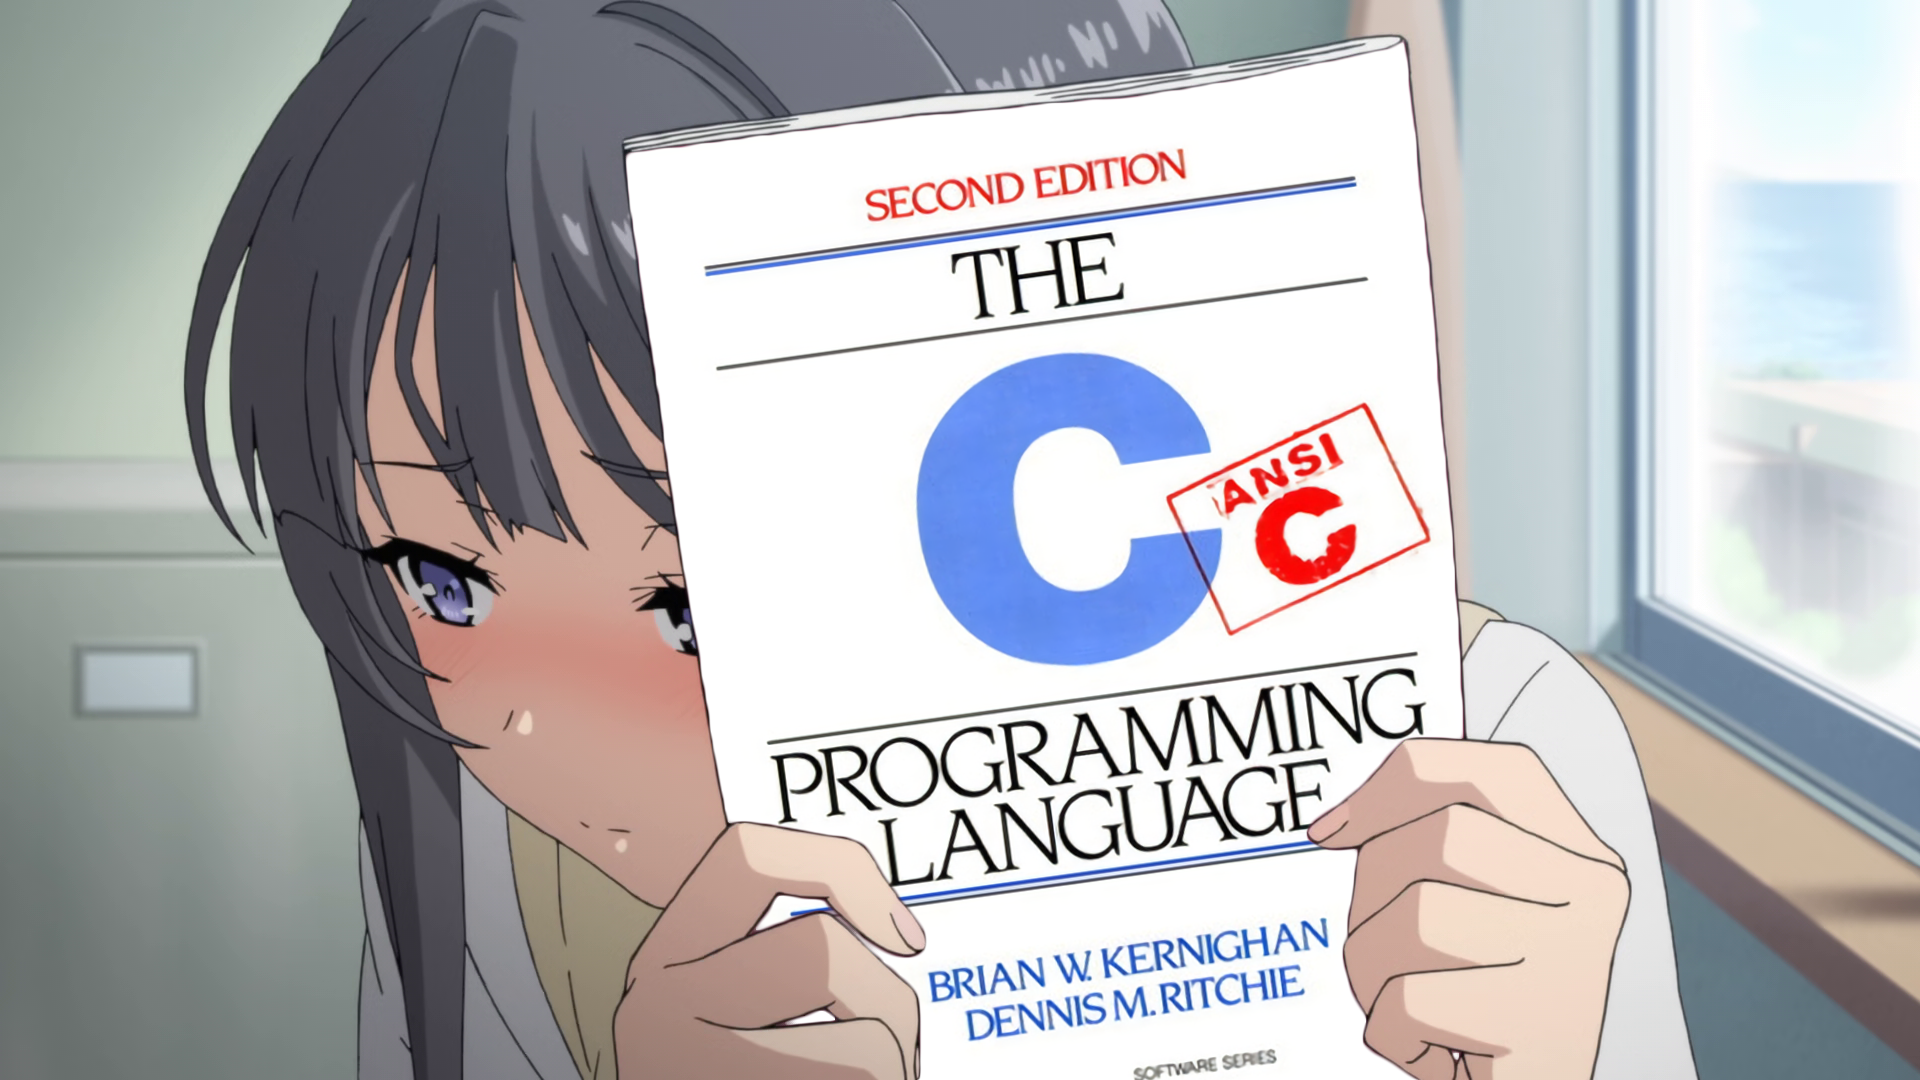 SECOND EDITION
THE
C
ANSI
C
PROGRAMMING
LANGUAGE
BRIAN W. KERNIGHAN
DENNIS M. RITCHIE
SOFTWARE SERIES